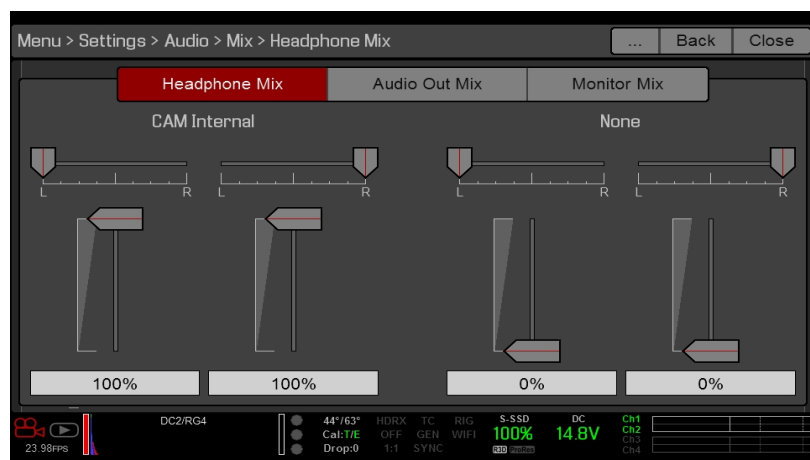 Menu > Settings > Audio > Mix > Headphone Mix ... Back Close
Headphone Mix Audio Out Mix Monitor Mix
CAM Internal None
L R L R L R L R
100% 100% 0% 0%
DC2/RG4 44°/63° HDRX TC RIG S-SSD DC Ch1
Cal:T/E OFF GEN WIFI 100% 14.8V Ch2
23.98FPS Drop:0 1:1 SYNC R3D ProRes Ch3
Ch4